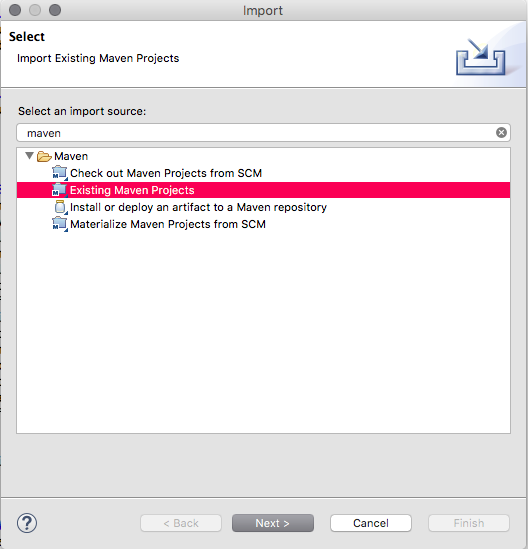 Import
Select
Import Existing Maven Projects
Select an import source:
maven
Maven
Check out Maven Projects from SCM
Existing Maven Projects
Install or deploy an artifact to a Maven repository
Materialize Maven Projects from SCM
? < Back Next > Cancel Finish